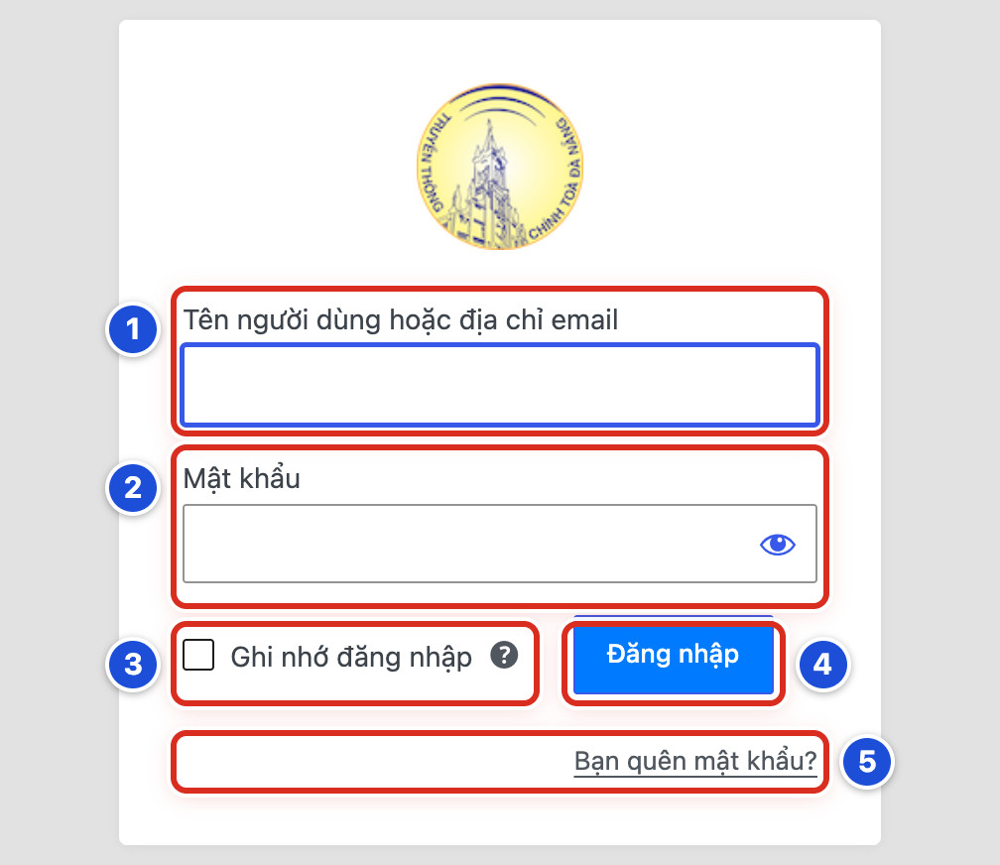 TRUYỀN THÔNG
CHÍNH TOÀ ĐÀ NẴNG
1
Tên người dùng hoặc địa chỉ email
2
Mật khẩu
3
Ghi nhớ đăng nhập ?
Đăng nhập
4
Bạn quên mật khẩu?
5